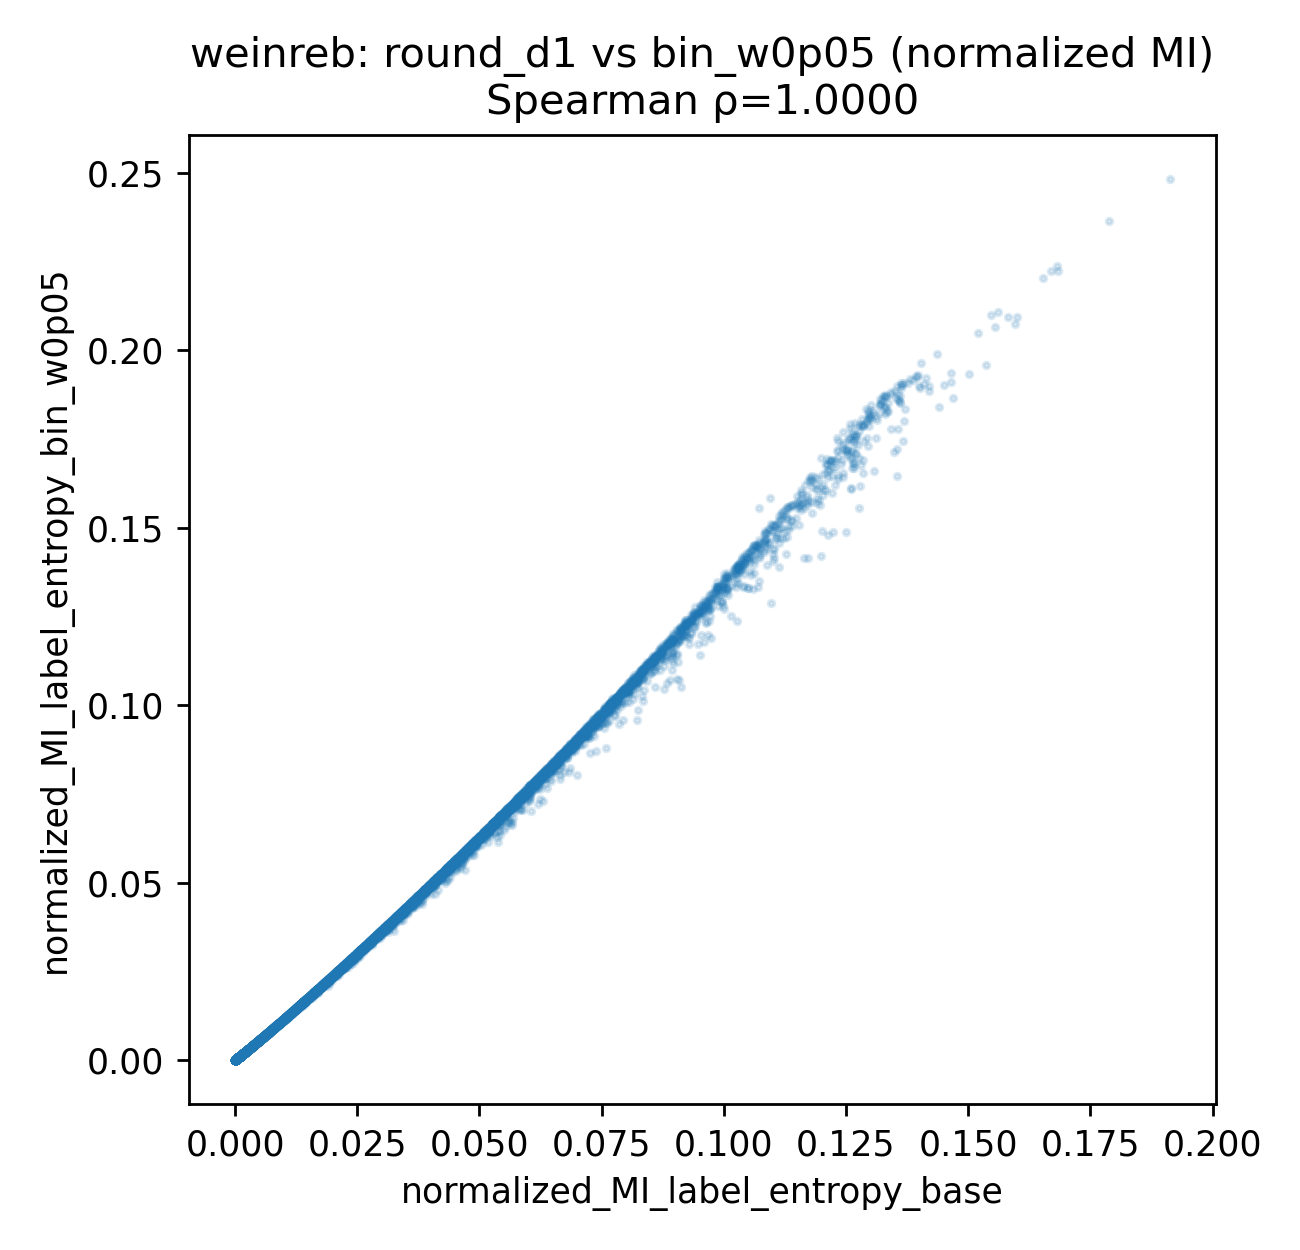 weinreb: round_d1 vs bin_w0p05 (normalized MI)
Spearman ρ=1.0000
normalized_MI_label_entropy_bin_w0p05
0.25
0.20
0.15
0.10
0.05
0.00
0.000 0.025 0.050 0.075 0.100 0.125 0.150 0.175 0.200
normalized_MI_label_entropy_base